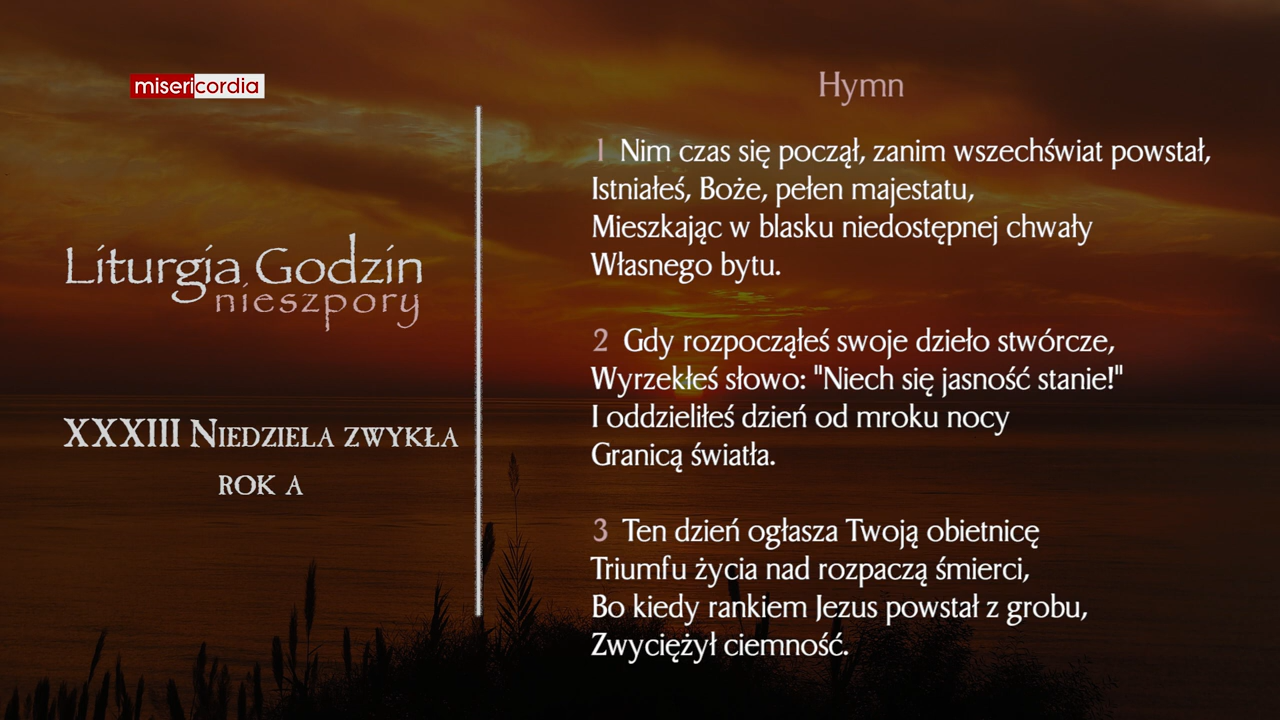 misericordia
Liturgia Godzin
nieszpory
XXXIII Niedziela zwykła
rok A
Hymn
1 Nim czas się począł, zanim wszechświat powstał,
Istniałeś, Boże, pełen majestatu,
Mieszkając w blasku niedostępnej chwały
Własnego bytu.
2 Gdy rozpocząłeś swoje dzieło stwórcze,
Wyrzekłeś słowo: "Niech się jasność stanie!"
I oddzieliłeś dzień od mroku nocy
Granicą światła.
3 Ten dzień ogłasza Twoją obietnicę
Triumfu życia nad rozpaczą śmierci,
Bo kiedy rankiem Jezus powstał z grobu,
Zwyciężył ciemność.